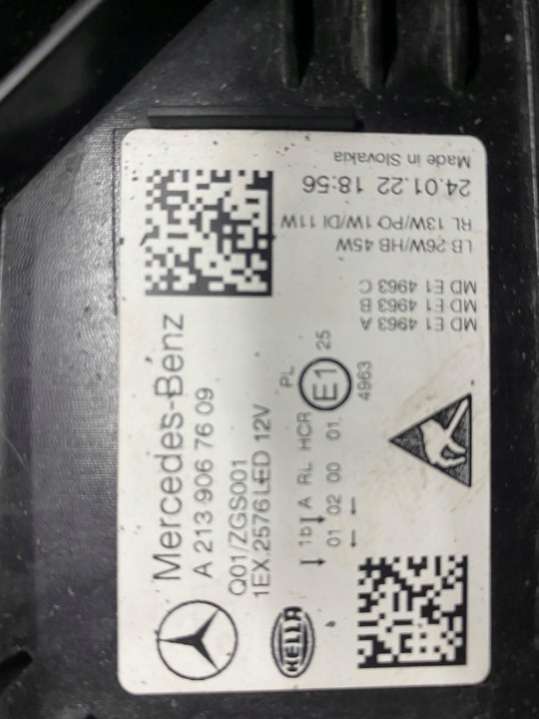 Mercedes-Benz
A 213 906 76 09
Q01/ZGS001
1EX 2576 LED 12V
HELLA
1b A RL HCR PL
01 02 00 01 25
E1
4963
MD E1 4963 A
MD E1 4963 B
MD E1 4963 C
LB 26W/HB 45W
RL 13W/PO 1W/DI 11W
24.01.22 18:56
Made in Slovakia